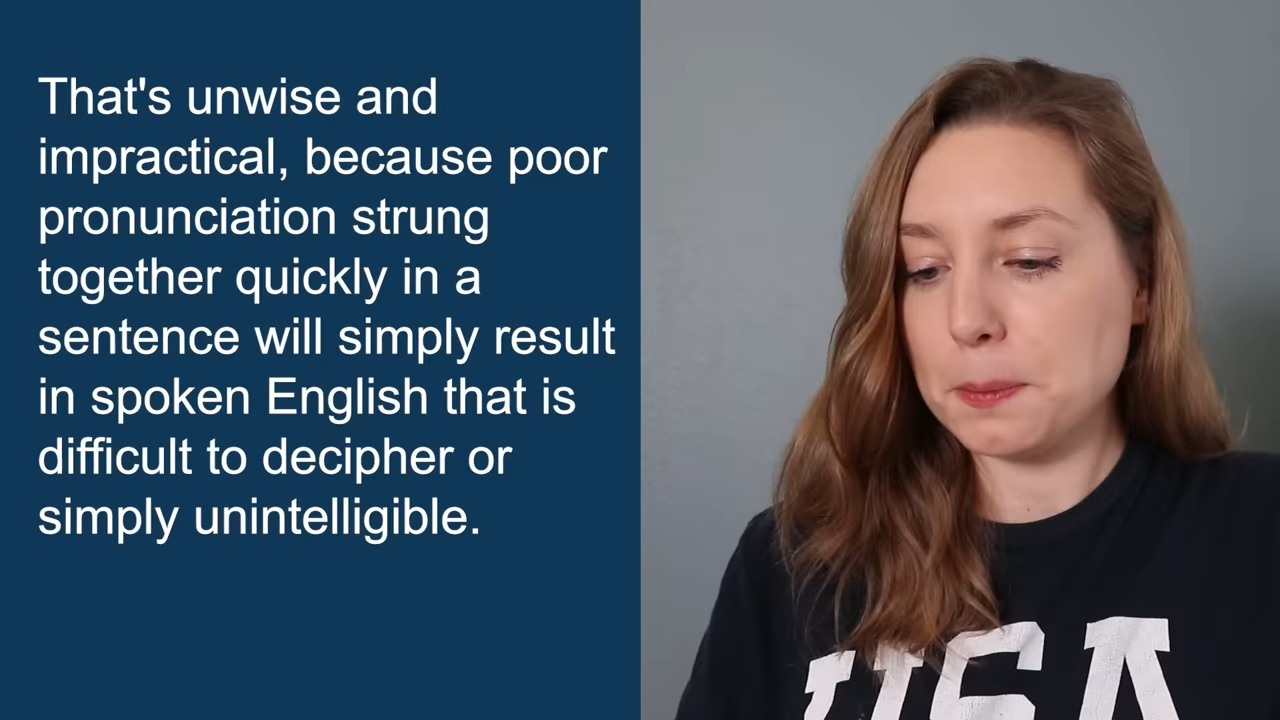 That's unwise and
impractical, because poor
pronunciation strung
together quickly in a
sentence will simply result
in spoken English that is
difficult to decipher or
simply unintelligible.
USA